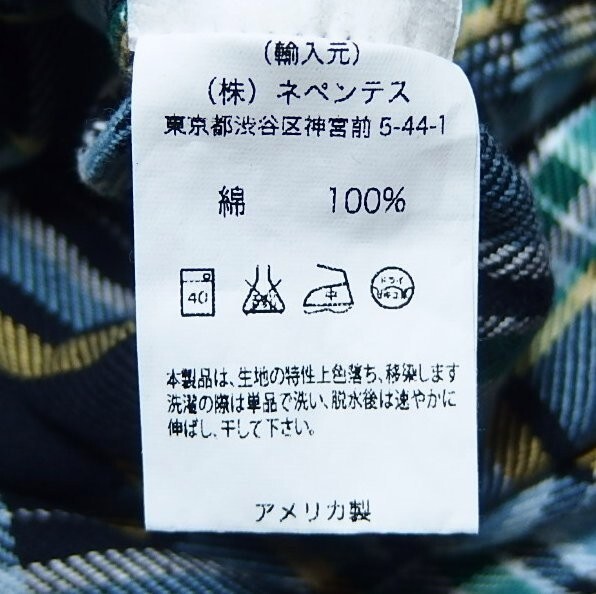 (輸入元)
(株) ネペンテス
東京都渋谷区神宮前 5-44-1
綿 100%
40 中 ドライ
本製品は、生地の特性上色落ち、移染します
洗濯の際は単品で洗い、脱水後は速やかに
伸ばし、干して下さい。
アメリカ製